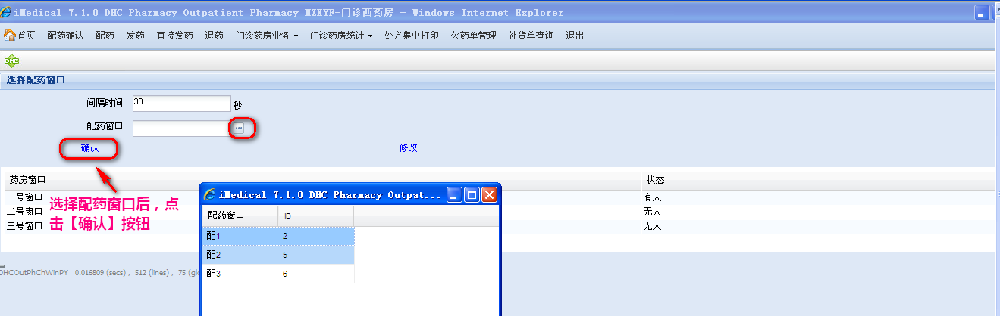 iMedical 7.1.0 DHC Pharmacy Outpatient Pharmacy MZXYF-门诊西药房 - Windows Internet Explorer
首页 配药确认 配药 发药 直接发药 退药 门诊药房业务 门诊药房统计 处方集中打印 欠药单管理 补货单查询 退出
DHC
选择配药窗口
间隔时间 30 秒
配药窗口 ...
确认 修改
药房窗口 状态
一号窗口 有人
二号窗口 无人
三号窗口 无人
选择配药窗口后，点
击【确认】按钮
iMedical 7.1.0 DHC Pharmacy Outpat...
配药窗口 ID
配1 2
配2 5
配3 6
DHCOutPhChWinPY 0.016809 (secs) , 512 (lines) , 75 (gl